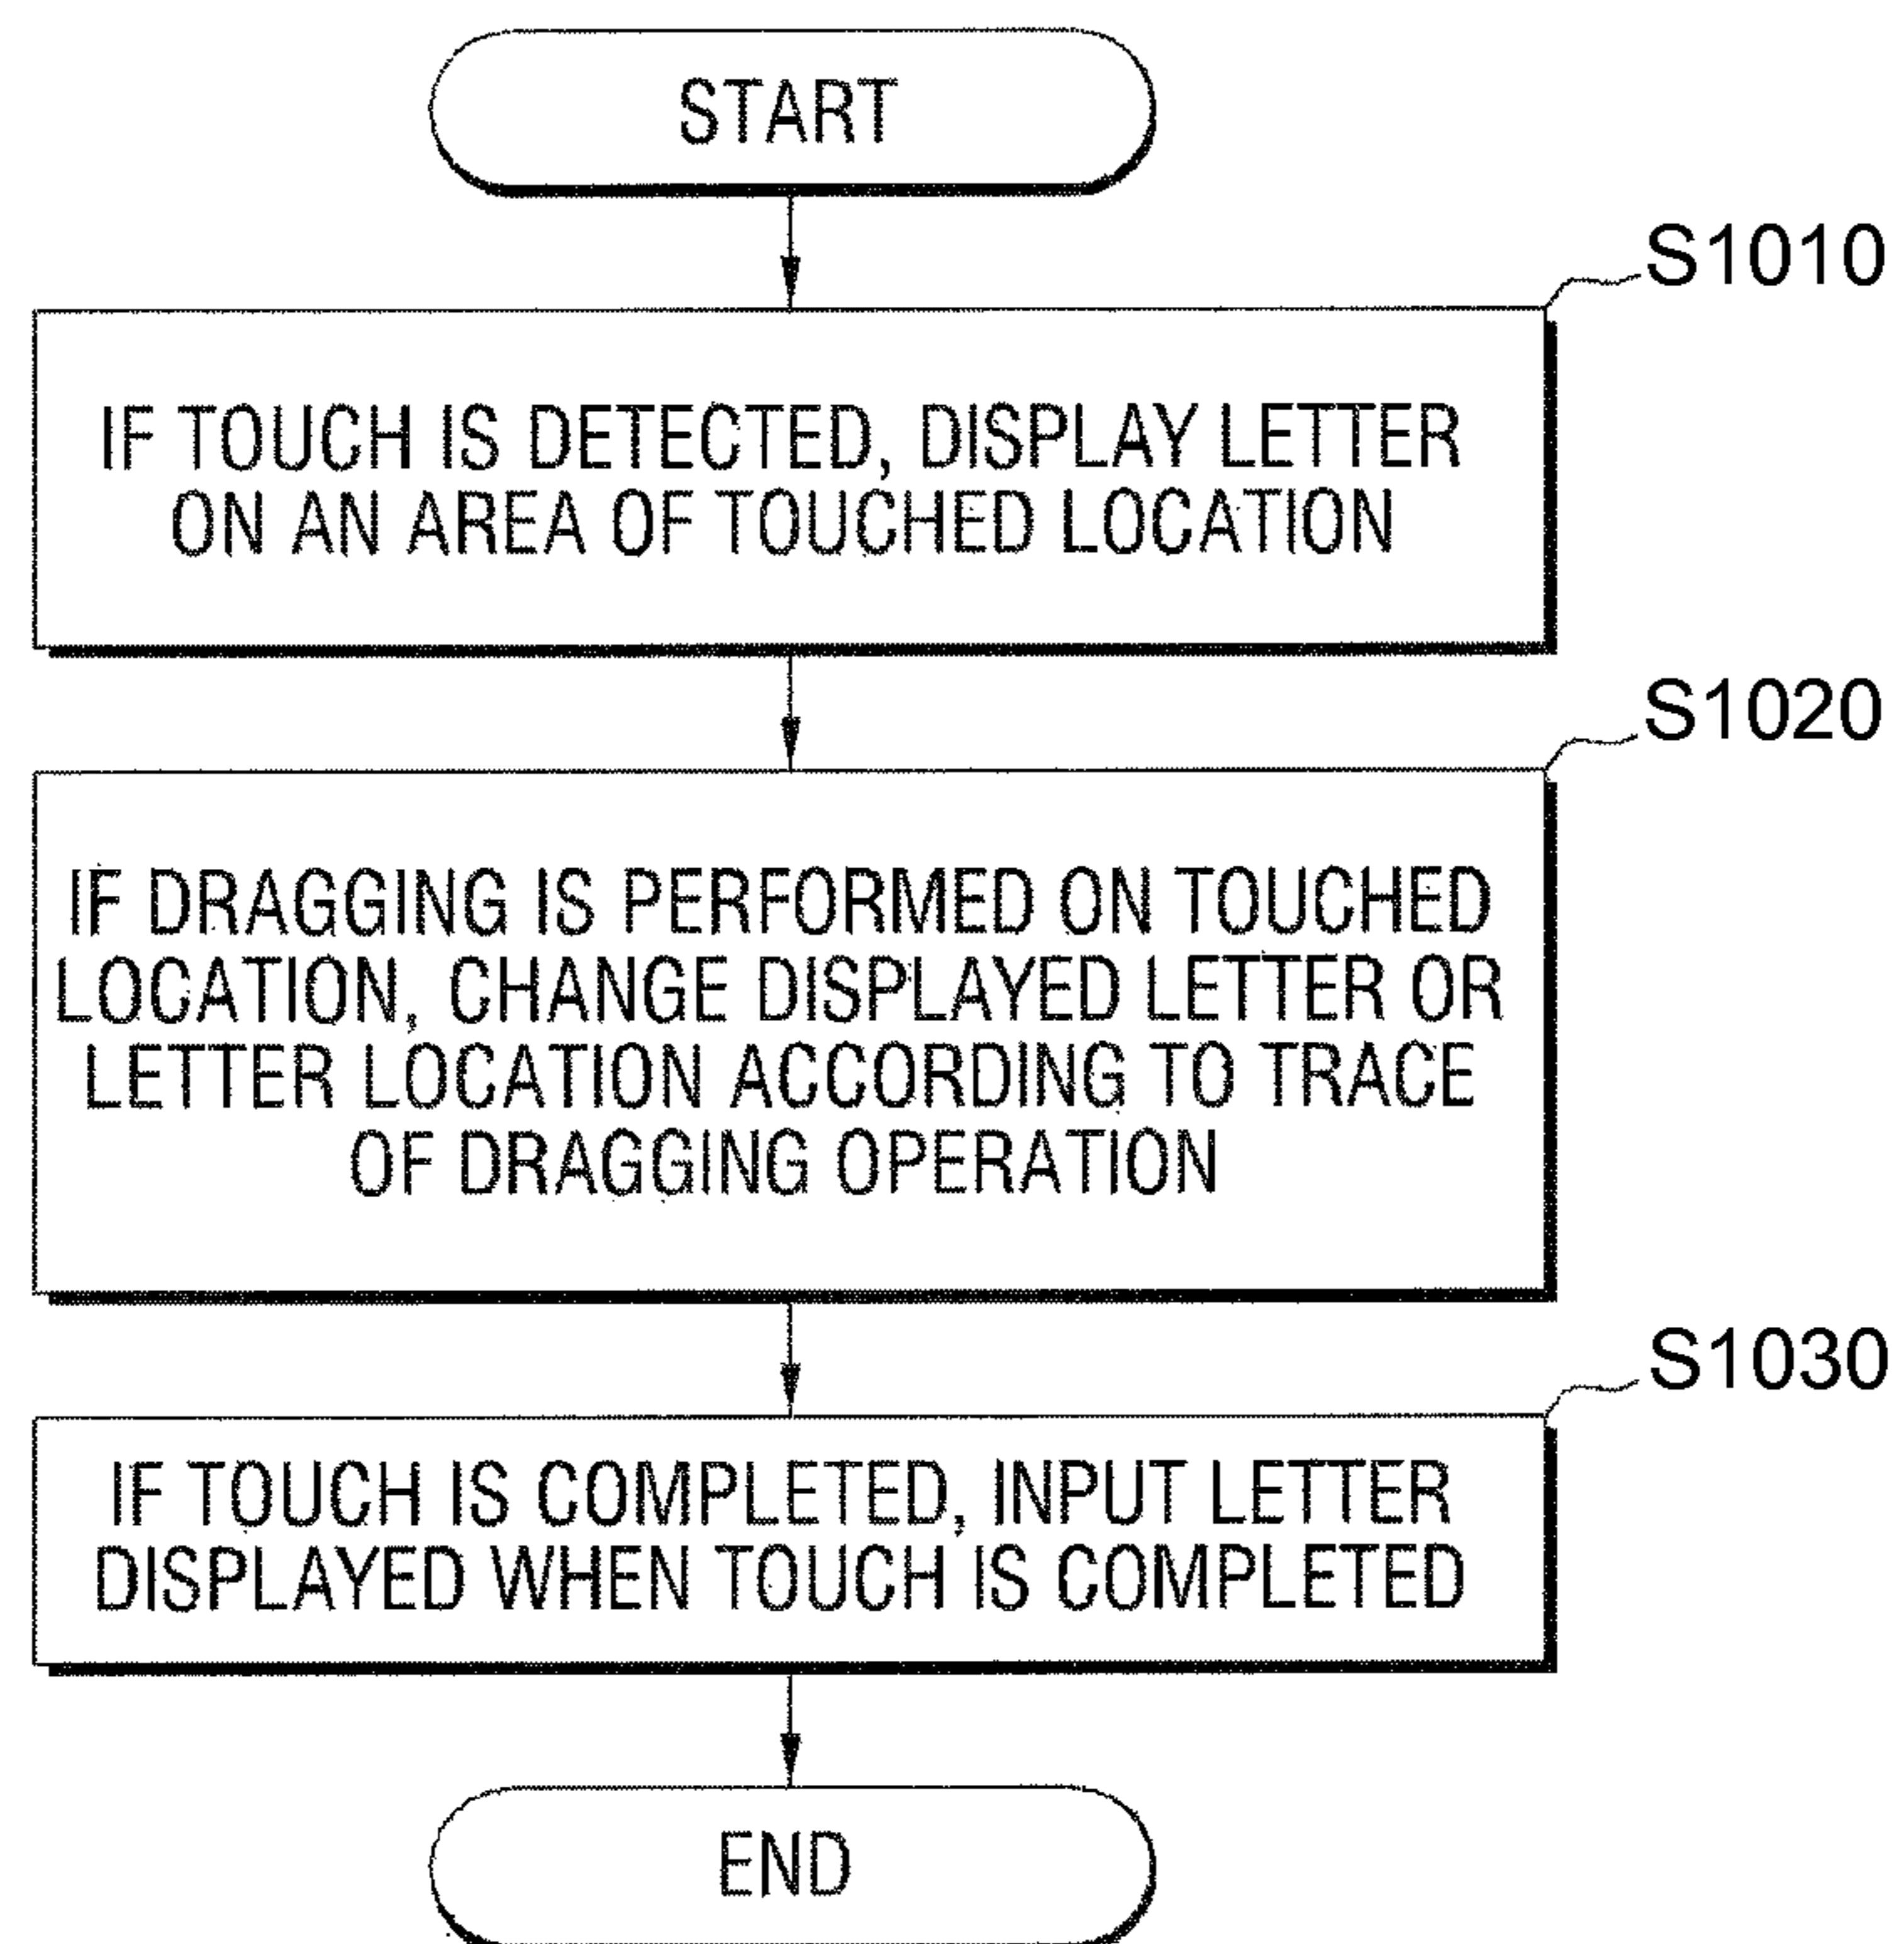 START
S1010
IF TOUCH IS DETECTED, DISPLAY LETTER
ON AN AREA OF TOUCHED LOCATION
S1020
IF DRAGGING IS PERFORMED ON TOUCHED
LOCATION, CHANGE DISPLAYED LETTER OR
LETTER LOCATION ACCORDING TO TRACE
OF DRAGGING OPERATION
S1030
IF TOUCH IS COMPLETED, INPUT LETTER
DISPLAYED WHEN TOUCH IS COMPLETED
END